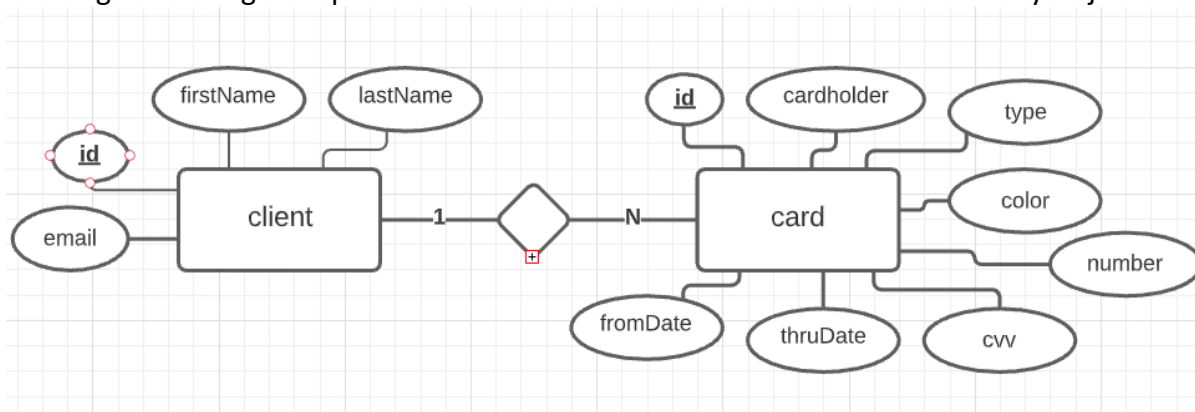 firstName
lastName
id
cardholder
type
id
client
1
N
card
color
email
number
fromDate
thruDate
cvv